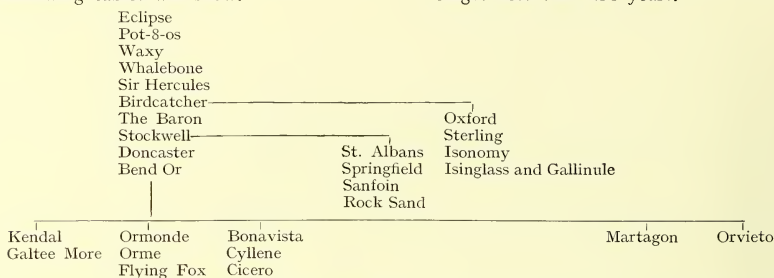 Eclipse
Pot-8-os
Waxy
Whalebone
Sir Hercules
Birdcatcher
The Baron
Stockwell
Doncaster
Bend Or
Oxford
Sterling
Isonomy
Isinglass and Gallinule
St. Albans
Springfield
Sanfoin
Rock Sand
Kendal
Galtee More
Ormonde
Orme
Flying Fox
Bonavista
Cyllene
Cicero
Martagon
Orvieto